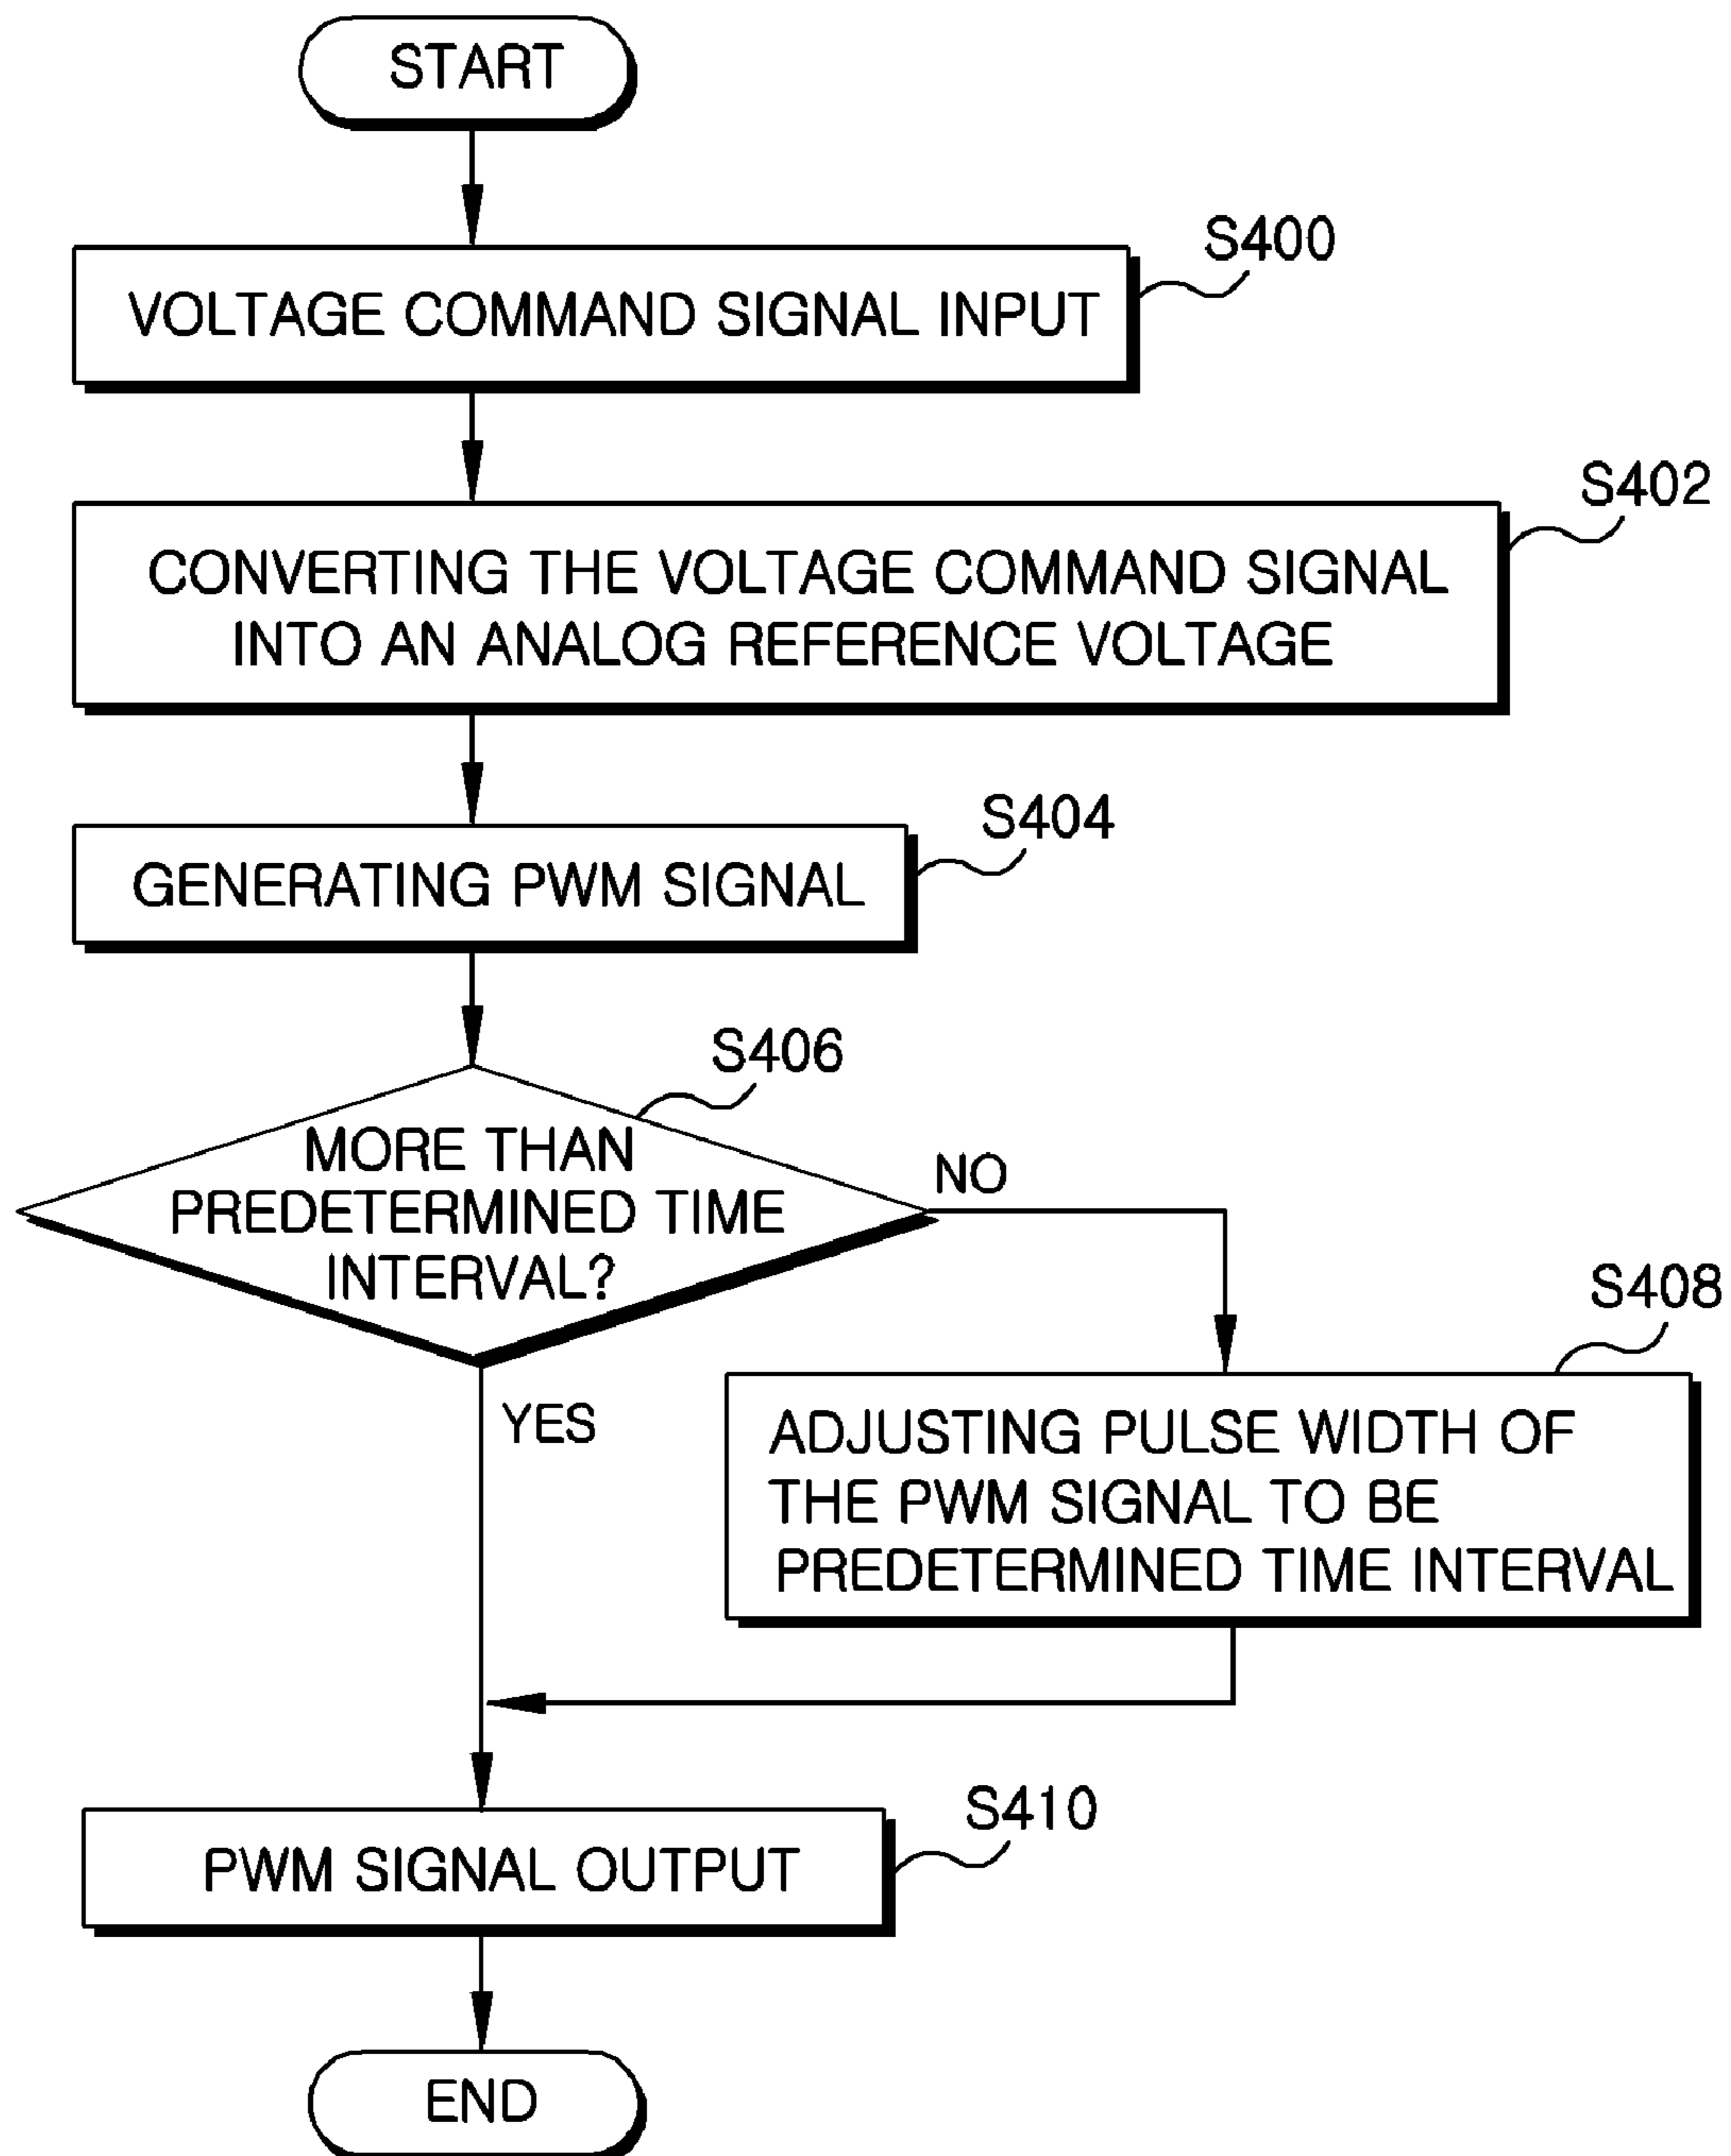 START
S400
VOLTAGE COMMAND SIGNAL INPUT
S402
CONVERTING THE VOLTAGE COMMAND SIGNAL
INTO AN ANALOG REFERENCE VOLTAGE
S404
GENERATING PWM SIGNAL
S406
MORE THAN
PREDETERMINED TIME
INTERVAL?
NO
YES
S408
ADJUSTING PULSE WIDTH OF
THE PWM SIGNAL TO BE
PREDETERMINED TIME INTERVAL
S410
PWM SIGNAL OUTPUT
END